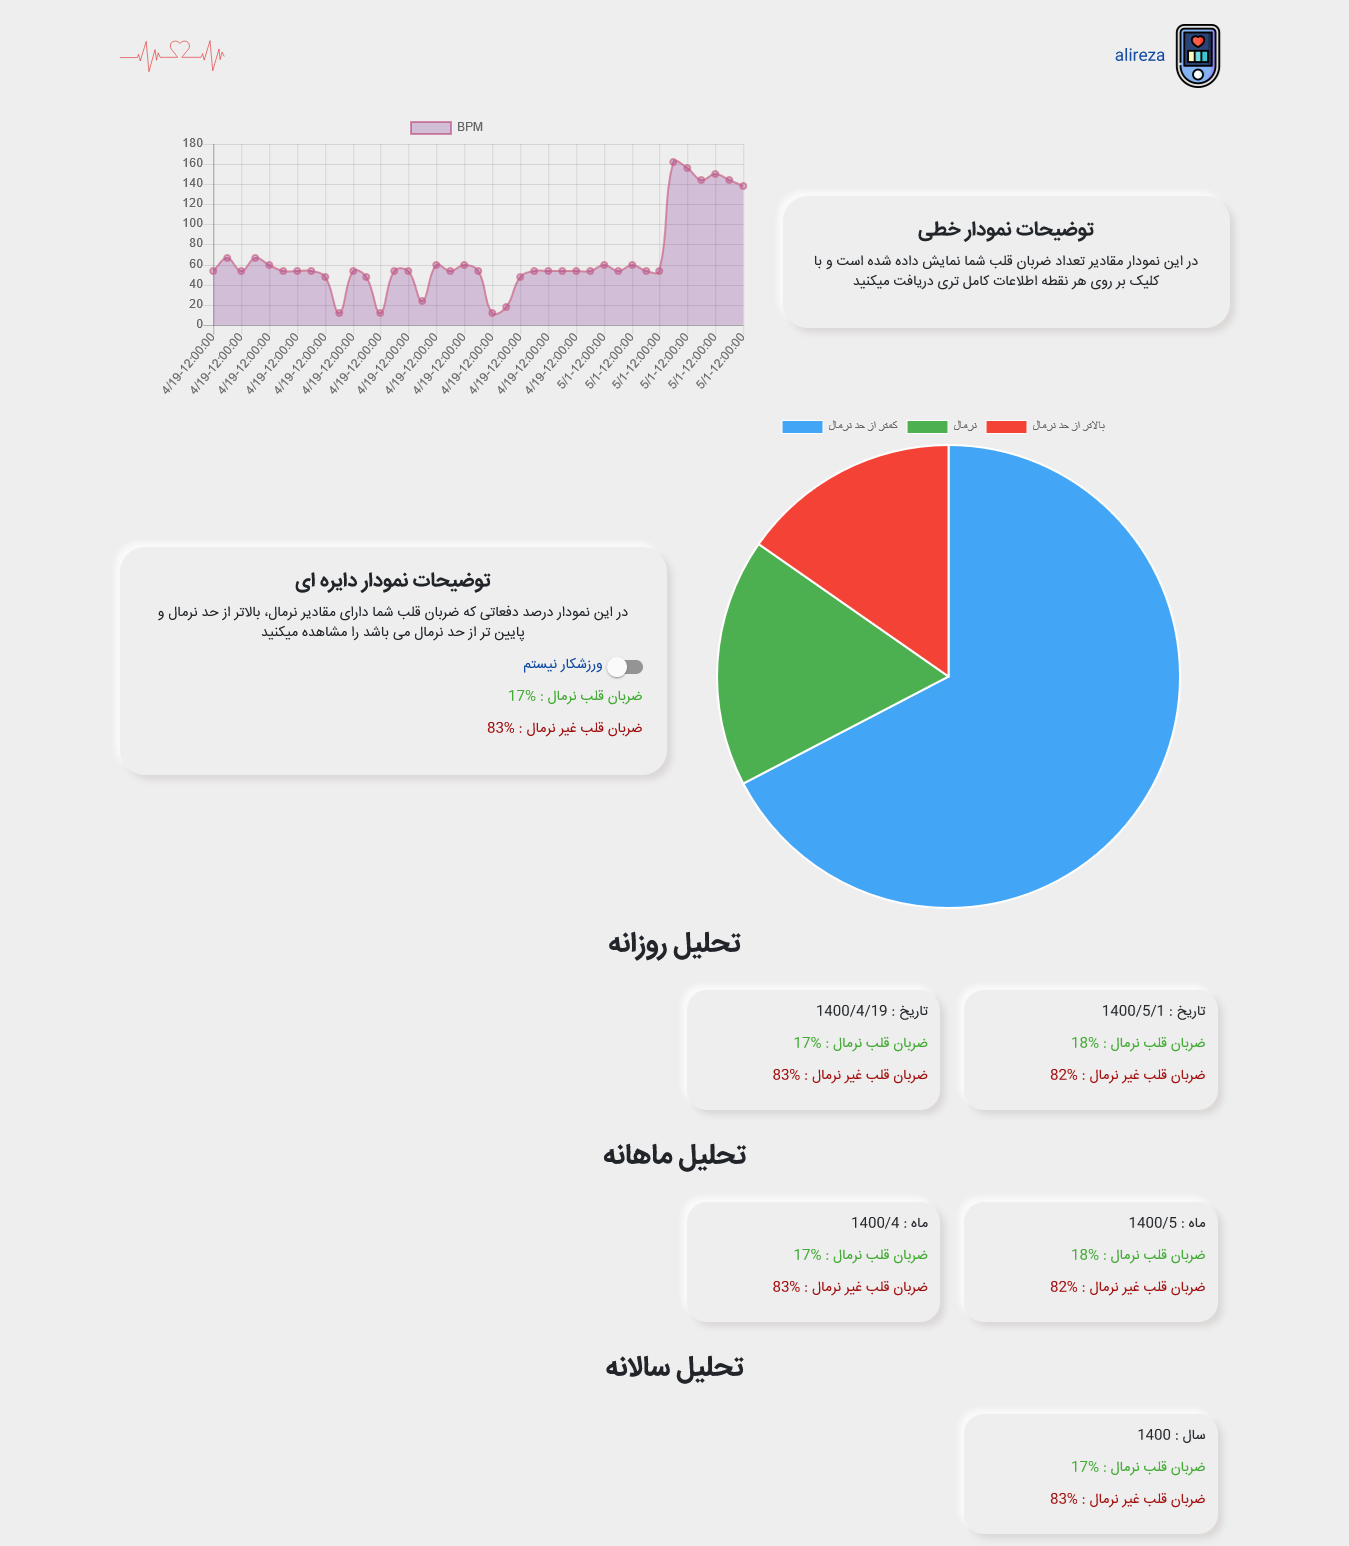 alireza
BPM
180
160
140
120
100
80
60
40
20
0
4/19-12:00:00
4/19-12:00:00
4/19-12:00:00
4/19-12:00:00
4/19-12:00:00
4/19-12:00:00
4/19-12:00:00
4/19-12:00:00
4/19-12:00:00
4/19-12:00:00
4/19-12:00:00
4/19-12:00:00
4/19-12:00:00
4/19-12:00:00
5/1-12:00:00
5/1-12:00:00
5/1-12:00:00
5/1-12:00:00
5/1-12:00:00
5/1-12:00:00
توضیحات نمودار خطی
در این نمودار مقادیر تعداد ضربان قلب شما نمایش داده شده است و با
کلیک بر روی هر نقطه اطلاعات کامل تری دریافت میکنید
کمتر از حد نرمال
نرمال
بالاتر از حد نرمال
توضیحات نمودار دایره ای
در این نمودار درصد دفعاتی که ضربان قلب شما دارای مقادیر نرمال، بالاتر از حد نرمال و
پایین تر از حد نرمال می باشد را مشاهده میکنید
ورزشکار نیستم
ضربان قلب نرمال : 17%
ضربان قلب غیر نرمال : 83%
تحلیل روزانه
تاریخ : 1400/5/1
ضربان قلب نرمال : 18%
ضربان قلب غیر نرمال : 82%
تاریخ : 1400/4/19
ضربان قلب نرمال : 17%
ضربان قلب غیر نرمال : 83%
تحلیل ماهانه
ماه : 1400/5
ضربان قلب نرمال : 18%
ضربان قلب غیر نرمال : 82%
ماه : 1400/4
ضربان قلب نرمال : 17%
ضربان قلب غیر نرمال : 83%
تحلیل سالانه
سال : 1400
ضربان قلب نرمال : 17%
ضربان قلب غیر نرمال : 83%